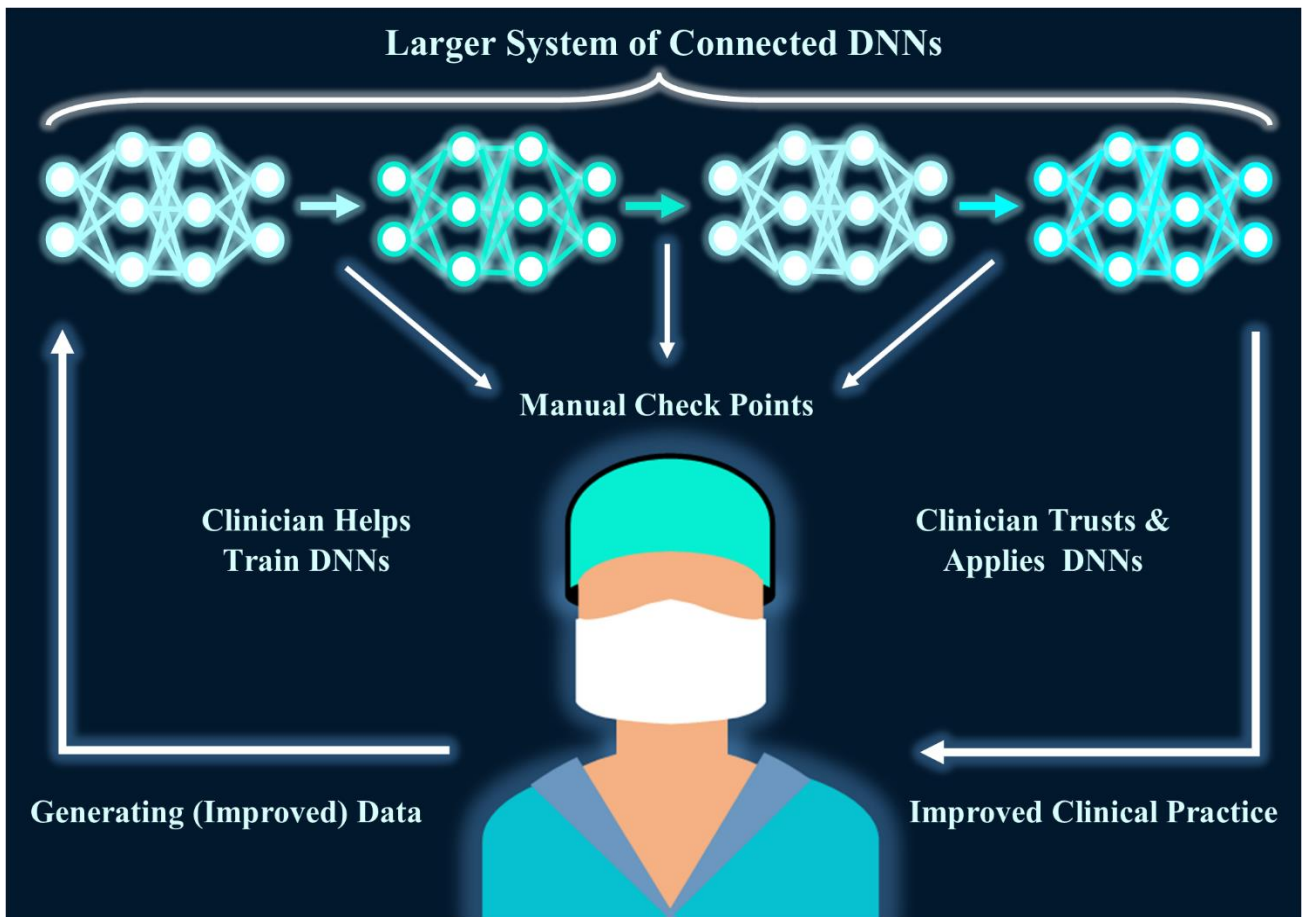 Larger System of Connected DNNs
Manual Check Points
Clinician Helps
Train DNNs
Clinician Trusts &
Applies DNNs
Generating (Improved) Data
Improved Clinical Practice